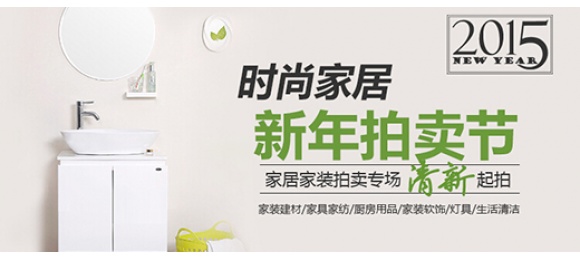 2015
NEW YEAR
时尚家居
新年拍卖节
家居家装拍卖专场 清新 起拍
家装建材/家具家纺/厨房用品/家装软饰/灯具/生活清洁